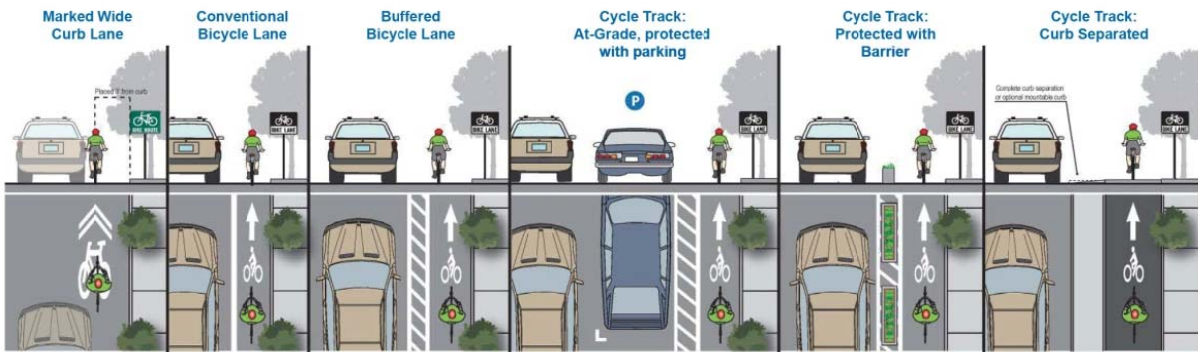 Marked Wide
Curb Lane
Conventional
Bicycle Lane
Buffered
Bicycle Lane
Cycle Track:
At-Grade, protected
with parking
Cycle Track:
Protected with
Barrier
Cycle Track:
Curb Separated
Placed 11' from curb
BIKE ROUTE
BIKE LANE
BIKE LANE
P
BIKE LANE
BIKE LANE
Complete curb separation
or optional mountable curb
BIKE LANE